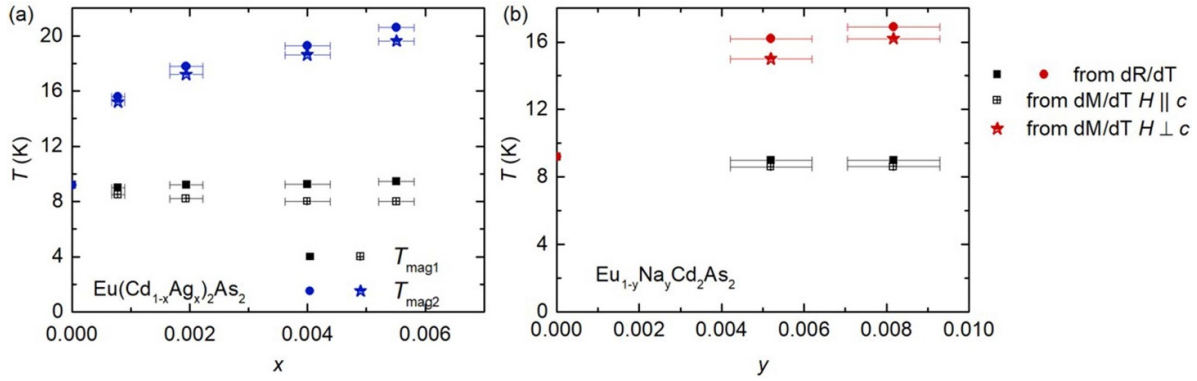 (a)
T (K)
20
16
12
8
4
0
T_mag1
T_mag2
Eu(Cd1-xAgx)2As2
0.000 0.002 0.004 0.006
x
(b)
T (K)
16
12
8
4
0
Eu1-yNayCd2As2
0.000 0.002 0.004 0.006 0.008 0.010
y
from dR/dT
from dM/dT H || c
from dM/dT H ⊥ c